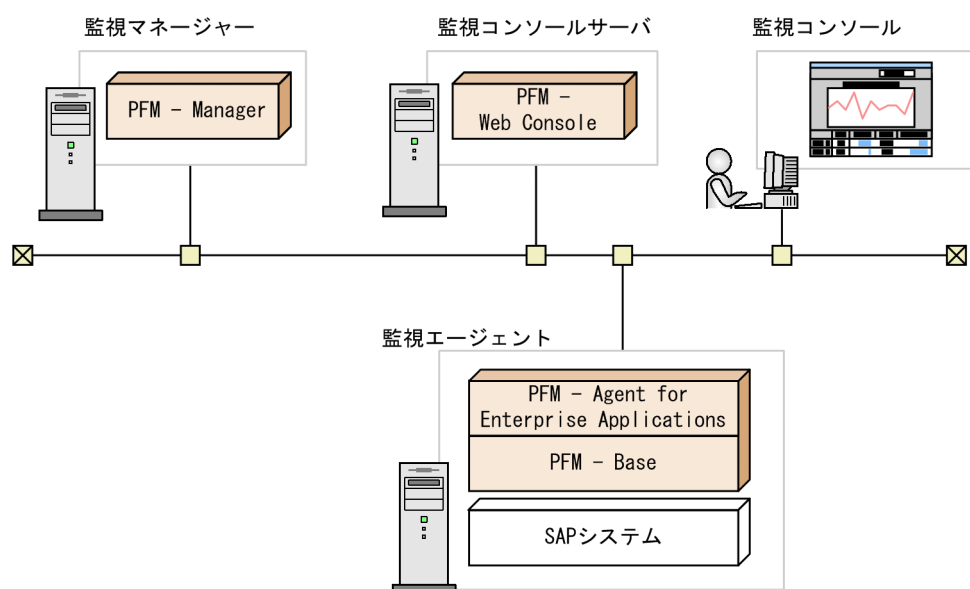 監視マネージャー
PFM − Manager
監視コンソールサーバ
PFM −
Web Console
監視コンソール
監視エージェント
PFM − Agent for
Enterprise Applications
PFM − Base
SAPシステム